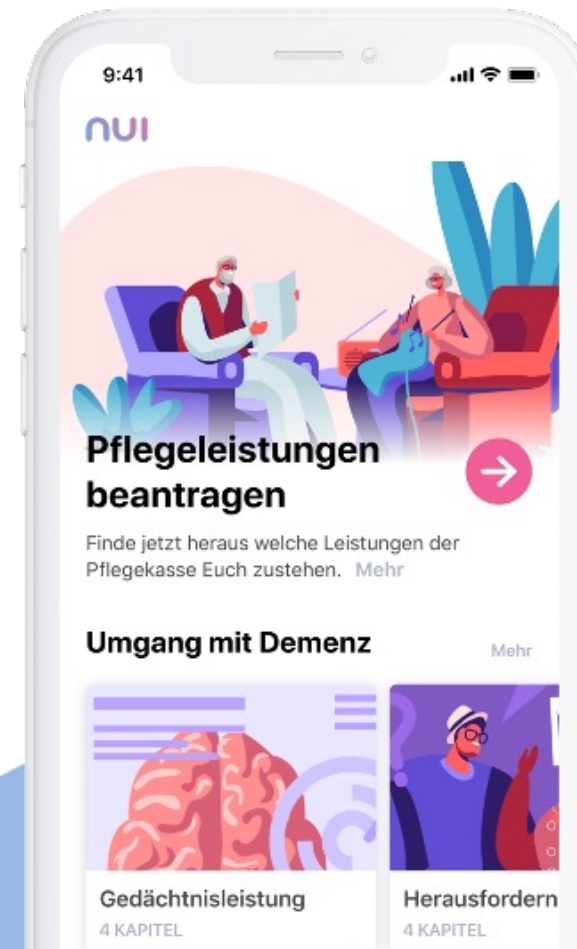 9:41
nui
Pflegeleistungen
beantragen
Finde jetzt heraus welche Leistungen der
Pflegekasse Euch zustehen. Mehr
Umgang mit Demenz
Mehr
Gedächtnisleistung
4 KAPITEL
Herausfordern
4 KAPITEL